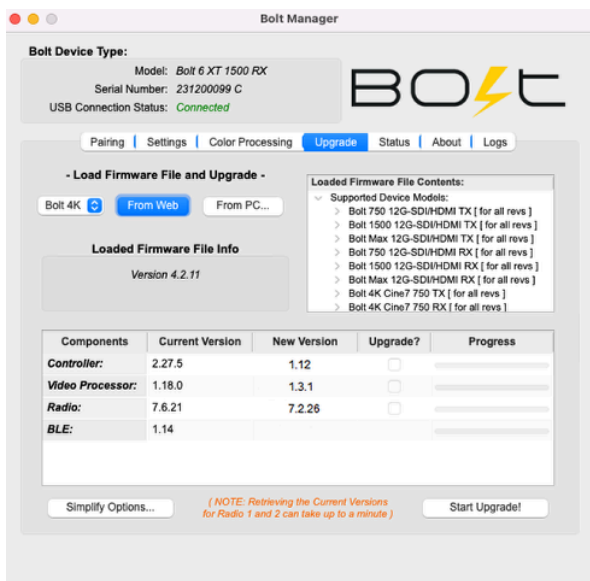 Bolt Manager
Bolt Device Type:
Model: Bolt 6 XT 1500 RX
Serial Number: 231200099 C
USB Connection Status: Connected
BOLT
Pairing Settings Color Processing Upgrade Status About Logs
- Load Firmware File and Upgrade -
Bolt 4K From Web From PC...
Loaded Firmware File Info
Version 4.2.11
Loaded Firmware File Contents:
Supported Device Models:
Bolt 750 12G-SDI/HDMI TX [ for all revs ]
Bolt 1500 12G-SDI/HDMI TX [ for all revs ]
Bolt Max 12G-SDI/HDMI TX [ for all revs ]
Bolt 750 12G-SDI/HDMI RX [ for all revs ]
Bolt 1500 12G-SDI/HDMI RX [ for all revs ]
Bolt Max 12G-SDI/HDMI RX [ for all revs ]
Bolt 4K Cine7 750 TX [ for all revs ]
Bolt 4K Cine7 750 RX [ for all revs ]
Components Current Version New Version Upgrade? Progress
Controller: 2.27.5 1.12
Video Processor: 1.18.0 1.3.1
Radio: 7.6.21 7.2.26
BLE: 1.14
Simplify Options...
( NOTE: Retrieving the Current Versions
for Radio 1 and 2 can take up to a minute )
Start Upgrade!